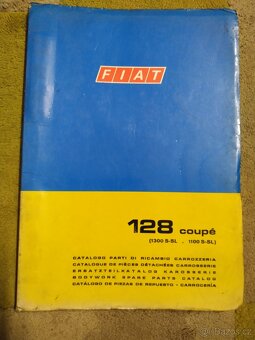 FIAT
128 coupé
(1300 S-SL . 1100 S-SL)
CATALOGO PARTI DI RICAMBIO CARROZZERIA
CATALOGUE DE PIÈCES DÉTACHÉES CARROSSERIE
ERSATZTEILKATALOG KAROSSERIE
BODYWORK SPARE PARTS CATALOG
CATÁLOGO DE PIEZAS DE REPUESTO - CARROCERÍA